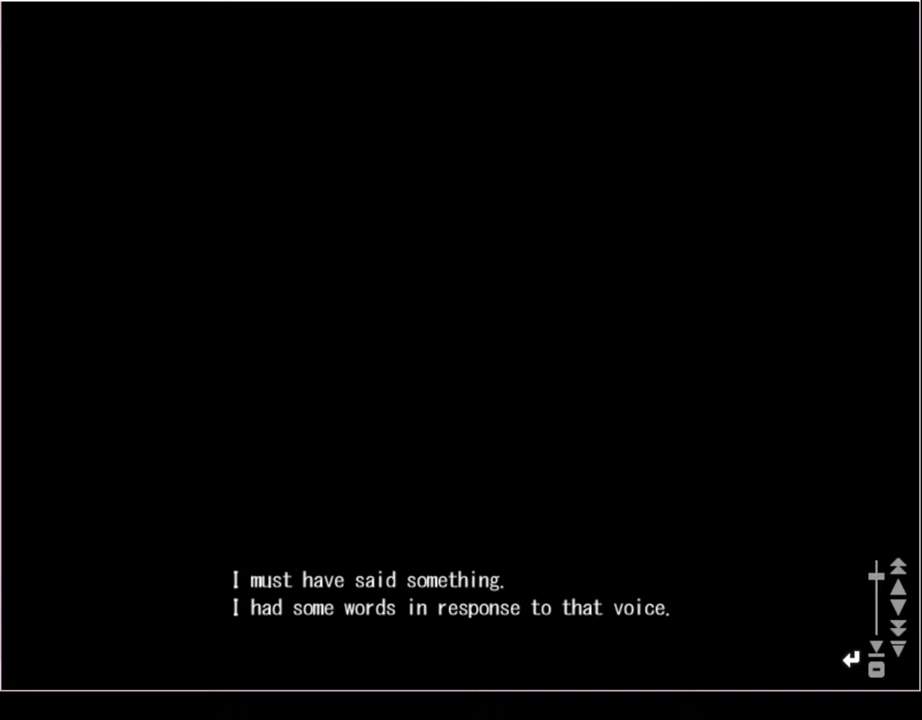 I must have said something.
I had some words in response to that voice.